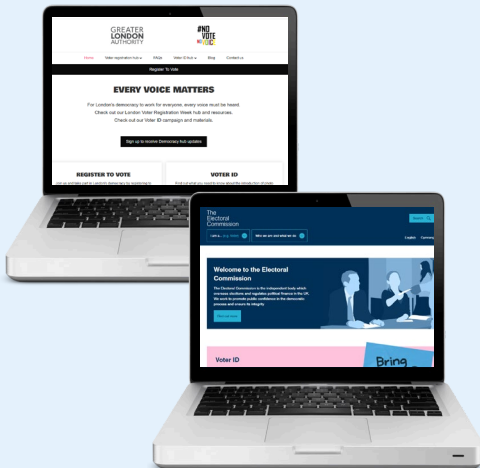 GREATER
LONDON
AUTHORITY
#NO
VOTE
NO
VOICE
Home Voter registration hub FAQs Voter ID hub Blog Contact us
Register To Vote
EVERY VOICE MATTERS
For London's democracy to work for everyone, every voice must be heard.
Check out our London Voter Registration Week hub and resources.
Check out our Voter ID campaign and materials.
Sign up to receive Democracy hub updates
REGISTER TO VOTE
VOTER ID
The
Electoral
Commission
Search
I am a... (e.g. voter)
Who we are and what we do
English Cymraeg
Welcome to the Electoral
Commission
The Electoral Commission is the independent body which
oversees elections and regulates political finance in the UK.
We work to promote public confidence in the democratic
process and ensure its integrity
Voter ID
Bring